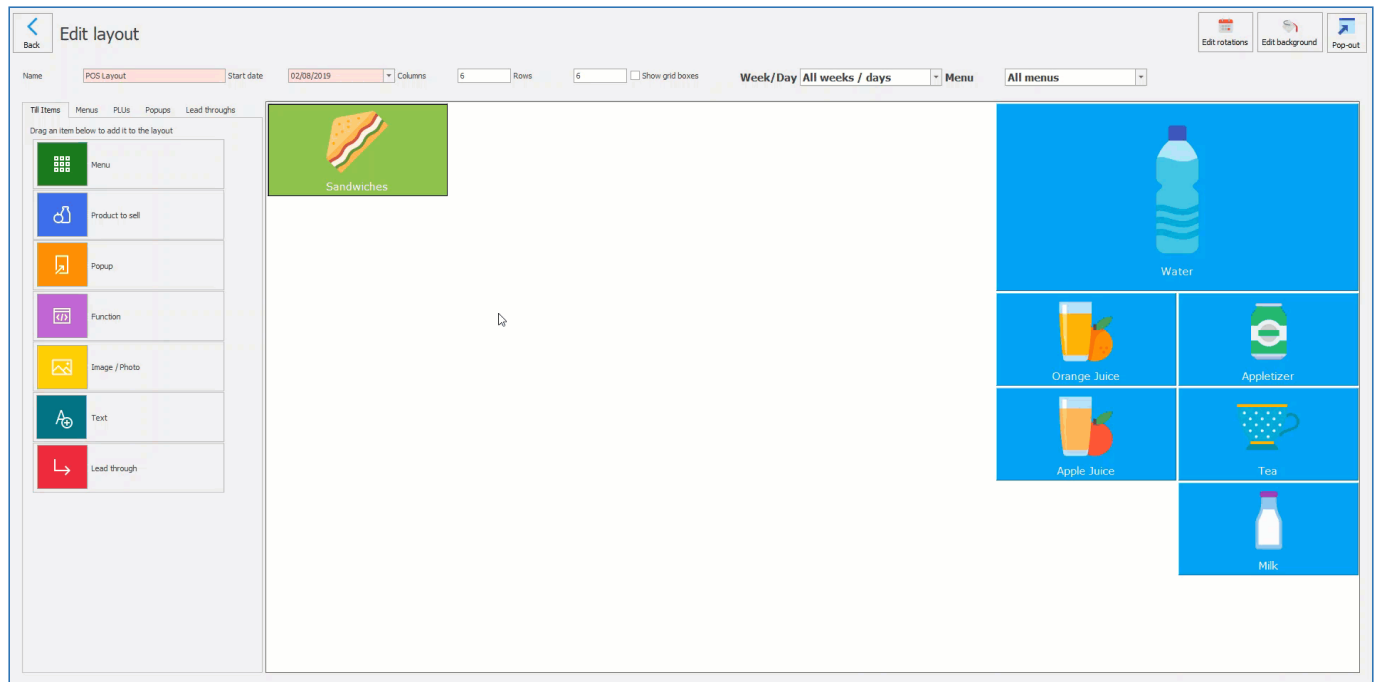 Back
Edit layout
Edit rotations
Edit background
Pop-out
Name
POS Layout
Start date
02/08/2019
Columns
6
Rows
6
Show grid boxes
Week/Day
All weeks / days
Menu
All menus
Till Items
Menus
PLUs
Popups
Lead throughs
Drag an item below to add it to the layout
Menu
Product to sell
Popup
Function
Image / Photo
Text
Lead through
Sandwiches
Water
Orange Juice
Appletizer
Apple Juice
Tea
Milk